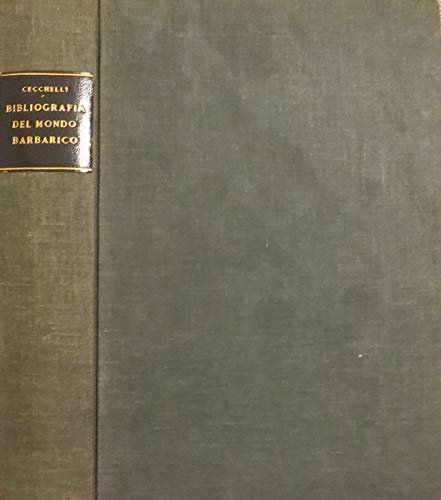 CECCHELLI
BIBLIOGRAFIA
DEL MONDO
BARBARICO